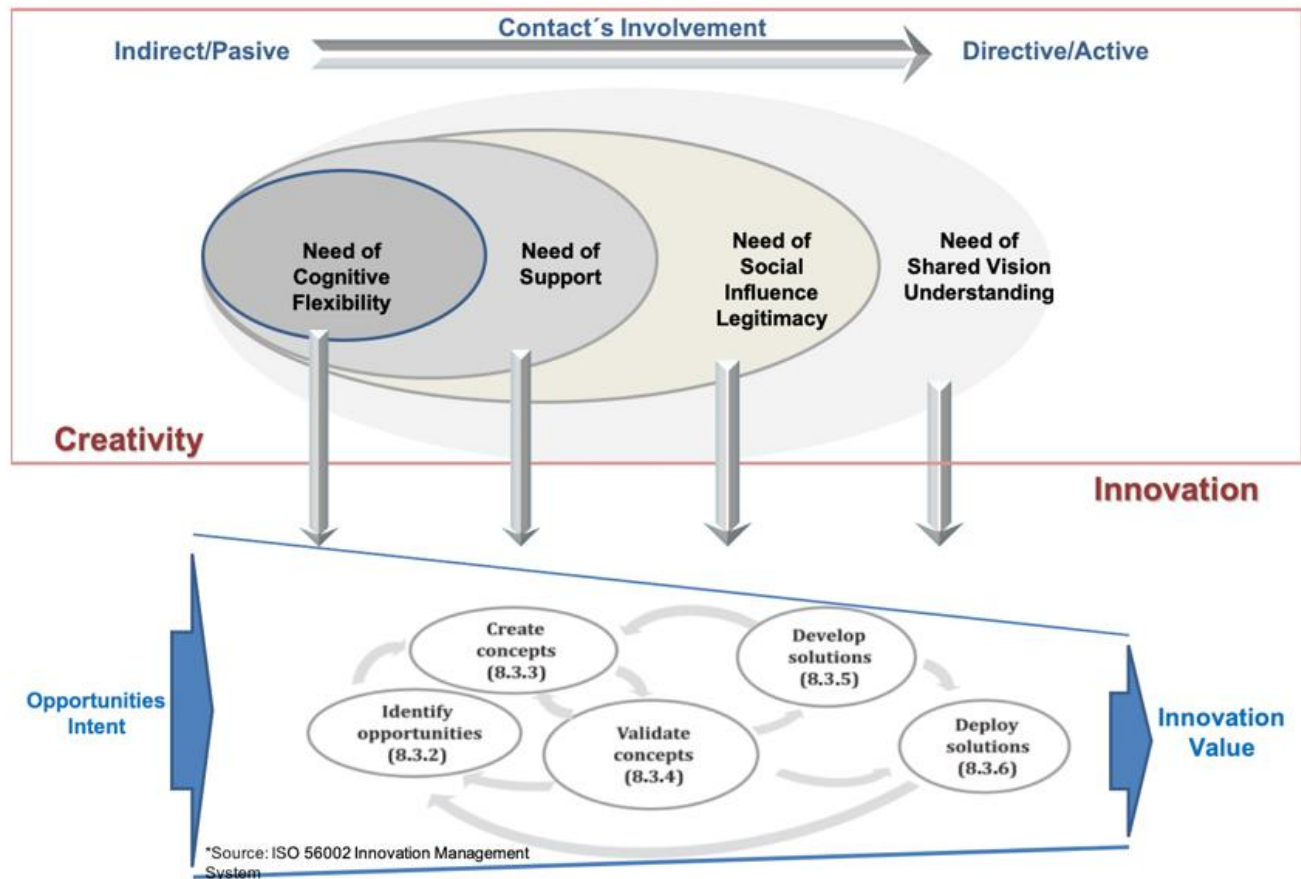 Contact´s Involvement
Indirect/Pasive
Directive/Active
Need of
Cognitive
Flexibility
Need of
Support
Need of
Social
Influence
Legitimacy
Need of
Shared Vision
Understanding
Creativity
Innovation
Opportunities
Intent
Create
concepts
(8.3.3)
Develop
solutions
(8.3.5)
Identify
opportunities
(8.3.2)
Validate
concepts
(8.3.4)
Deploy
solutions
(8.3.6)
Innovation
Value
*Source: ISO 56002 Innovation Management
System